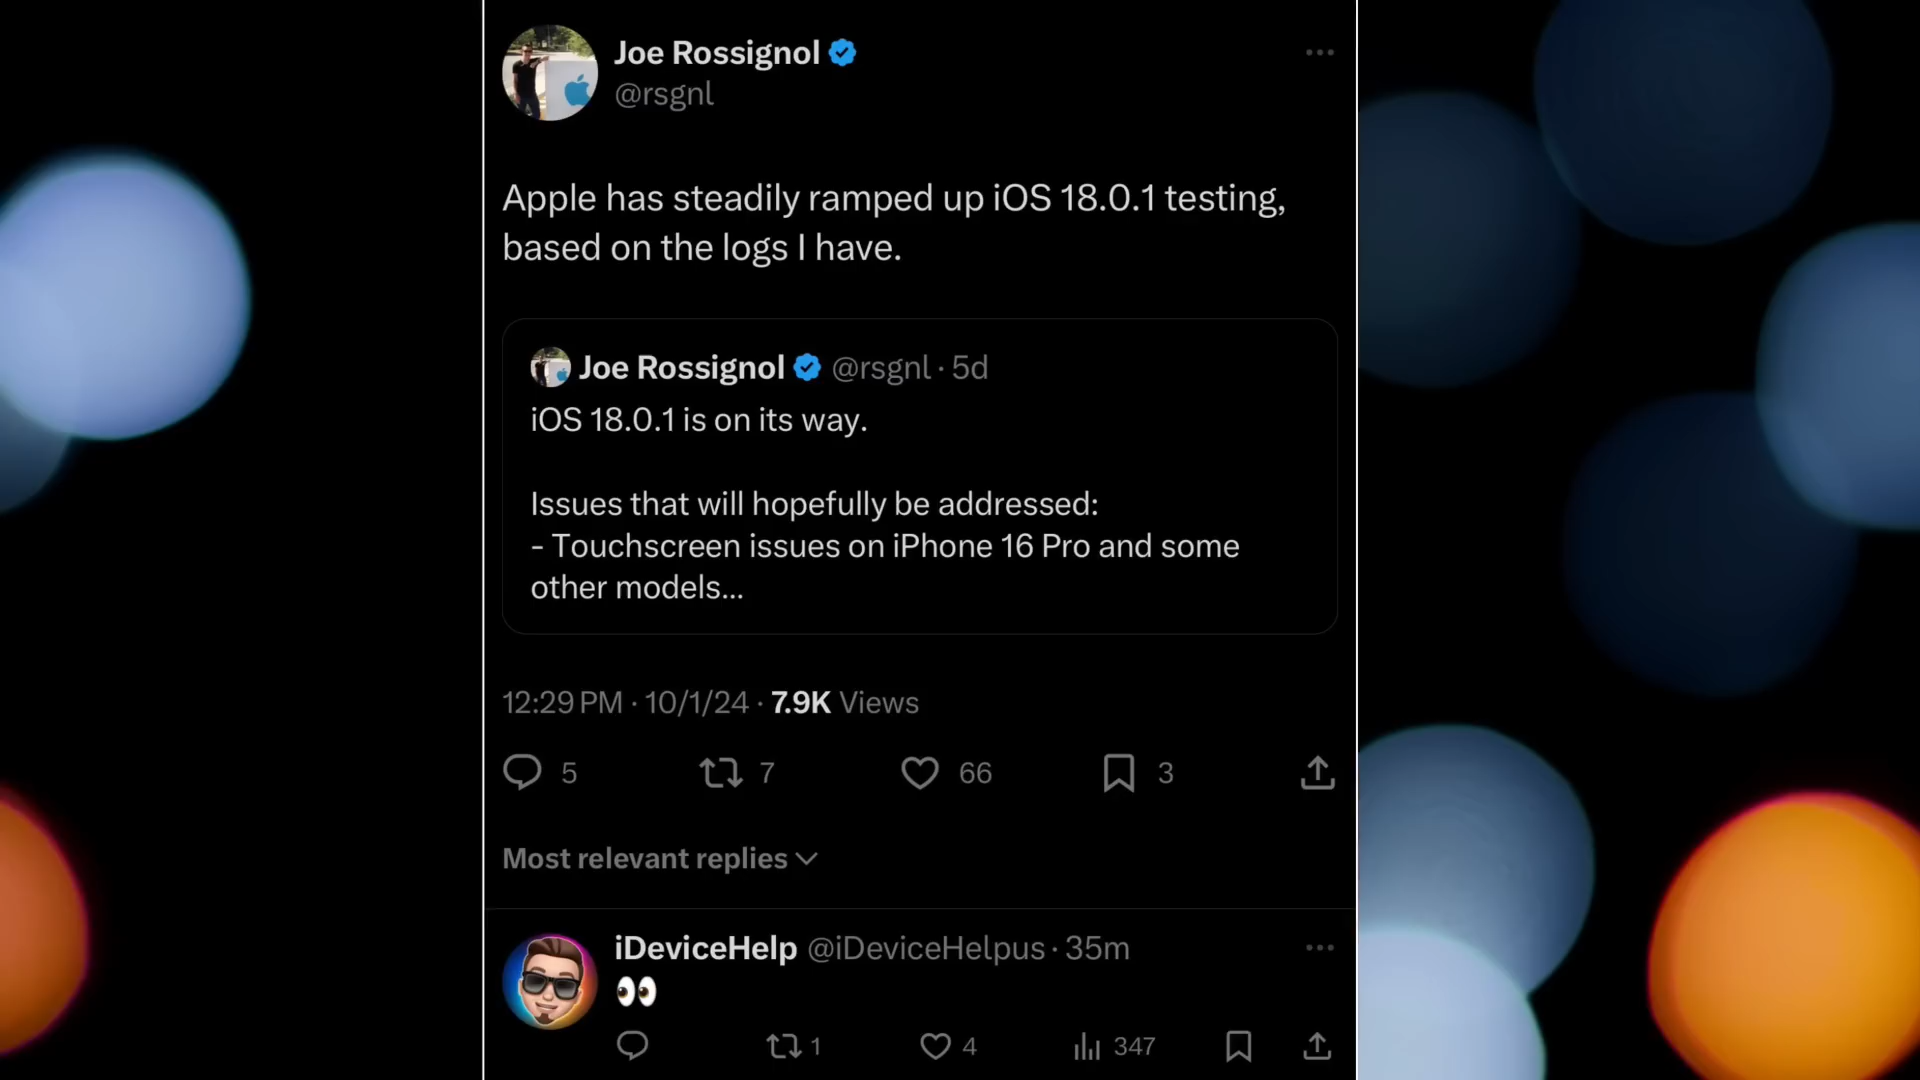 Joe Rossignol
@rsgnl
Apple has steadily ramped up iOS 18.0.1 testing,
based on the logs I have.
Joe Rossignol @rsgnl · 5d
iOS 18.0.1 is on its way.
Issues that will hopefully be addressed:
- Touchscreen issues on iPhone 16 Pro and some
other models...
12:29 PM · 10/1/24 · 7.9K Views
5 7 66 3
Most relevant replies
iDeviceHelp @iDeviceHelpus · 35m
👀
1 4 347